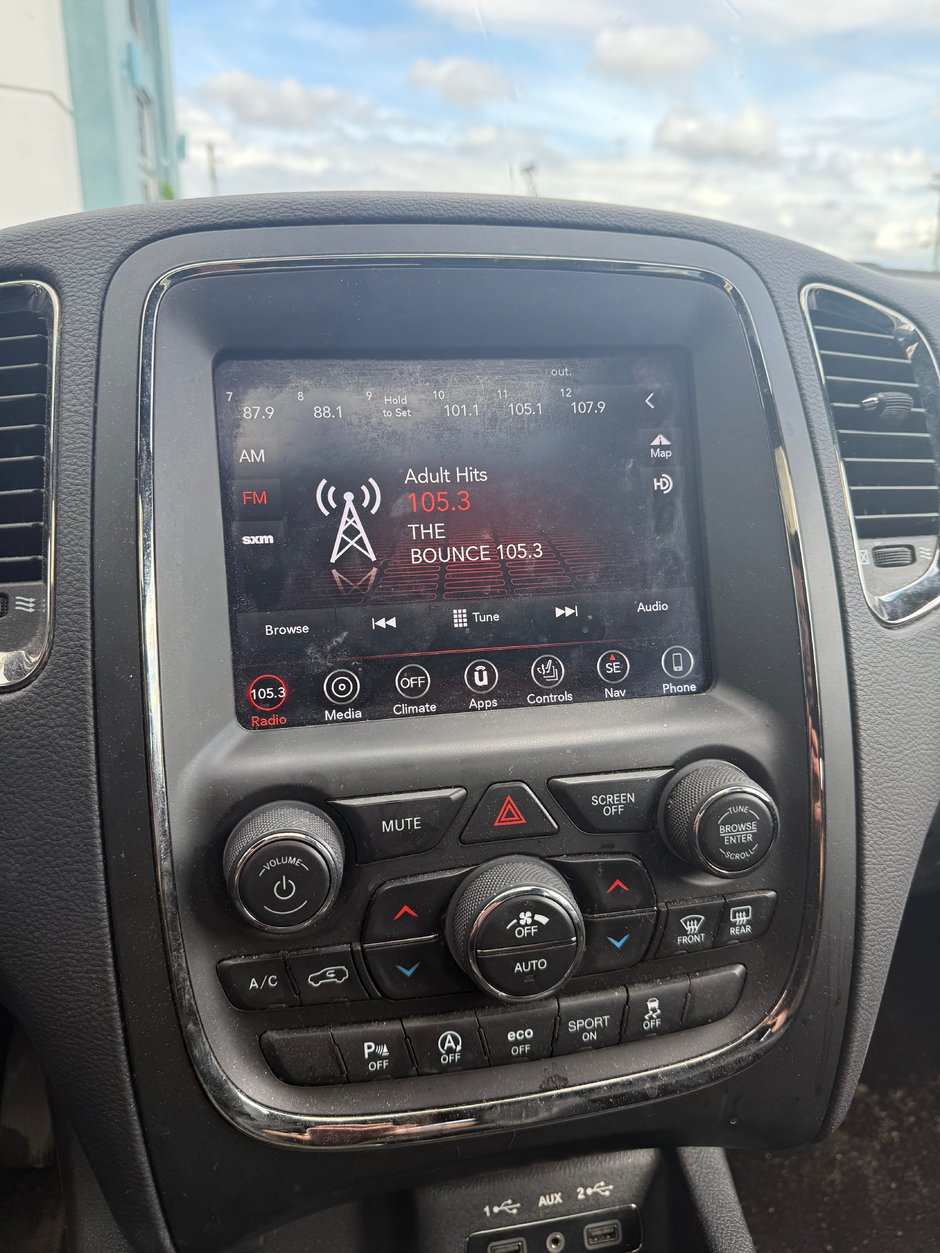 out.
7 87.9 8 88.1 9 Hold to Set 10 101.1 11 105.1 12 107.9
Map
AM
Adult Hits
FM
105.3
HD
THE
sxm
BOUNCE 105.3
Browse Tune Audio
105.3 OFF SE
Radio Media Climate Apps Controls Nav Phone
MUTE
SCREEN OFF
TUNE
BROWSE
ENTER
SCROLL
VOLUME
OFF
AUTO
FRONT
REAR
A/C
P OFF
A OFF
eco OFF
SPORT ON
OFF
1 AUX 2